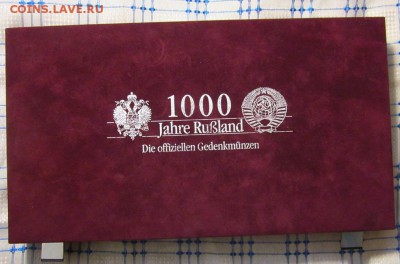 COINS.LAVE.RU
1000
Jahre Rußland
Die offiziellen Gedenkmünzen